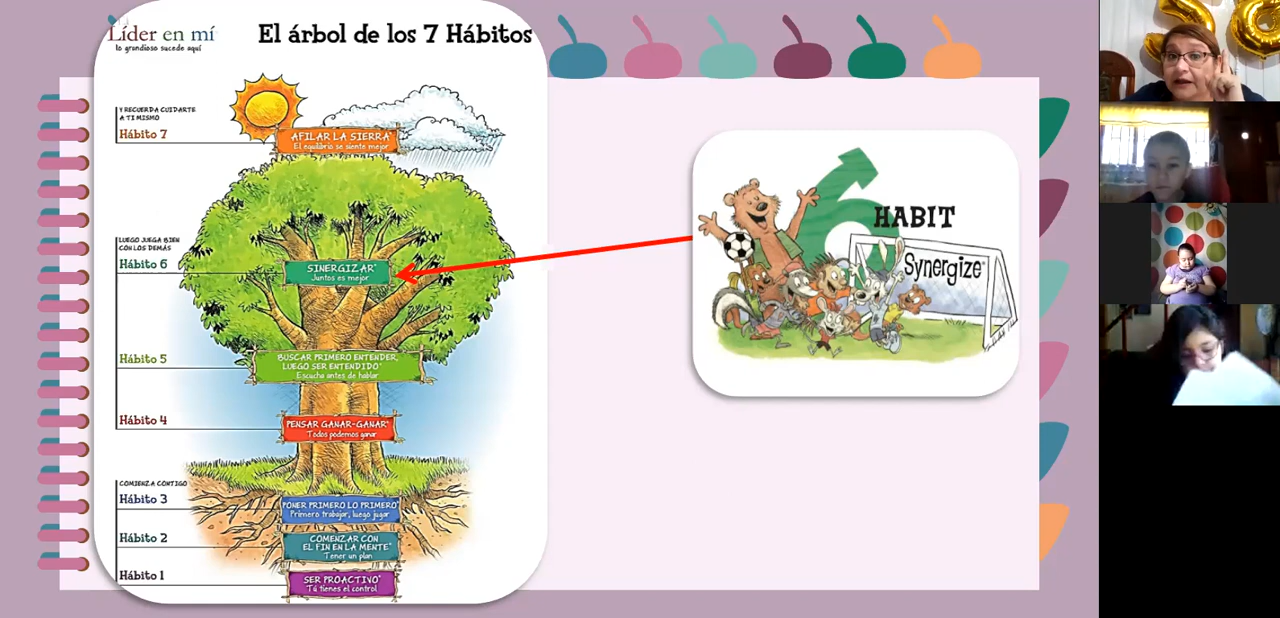 Líder en mí
lo grandioso sucede aquí
El árbol de los 7 Hábitos
Y RECUERDA CUIDARTE
A TI MISMO
Hábito 7
AFILAR LA SIERRA
El equilibrio se siente mejor
LUEGO JUEGA BIEN
CON LOS DEMÁS
Hábito 6
SINERGIZAR
Juntos es mejor
Hábito 5
BUSCAR PRIMERO ENTENDER,
LUEGO SER ENTENDIDO
Escucha antes de hablar
Hábito 4
PENSAR GANAR-GANAR
Todos podemos ganar
COMIENZA CONTIGO
Hábito 3
PONER PRIMERO LO PRIMERO
Primero trabajar, luego jugar
Hábito 2
COMENZAR CON
EL FIN EN LA MENTE
Tener un plan
Hábito 1
SER PROACTIVO
Tú tienes el control
6
HABIT
Synergize